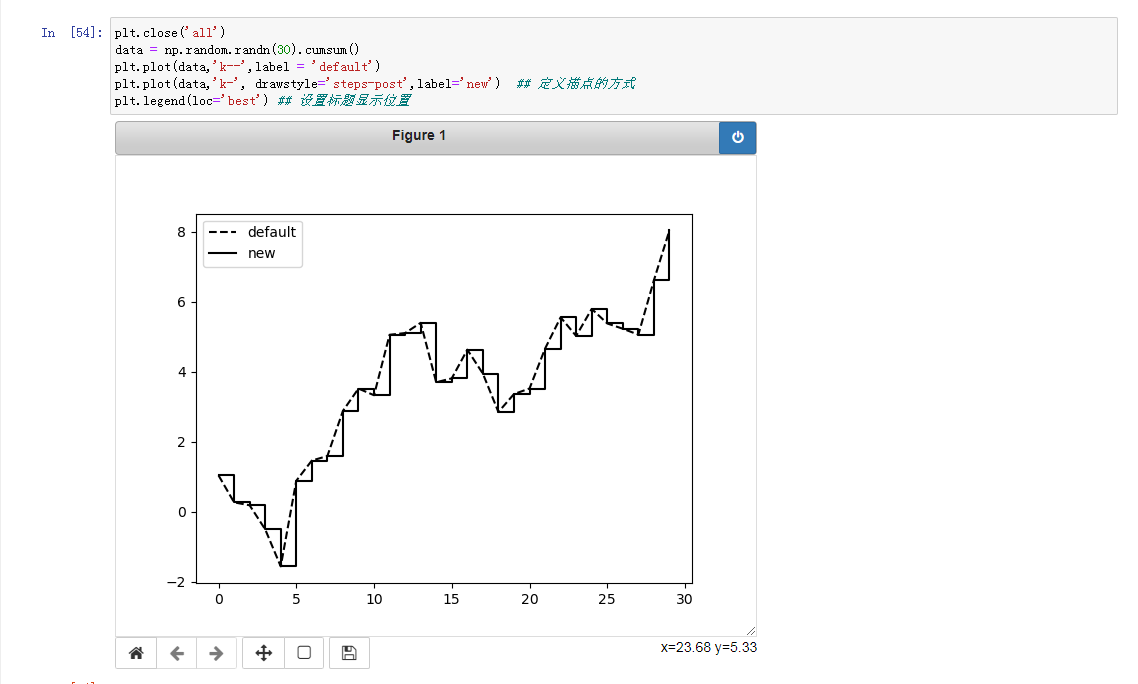 In [54]:
plt.close('all')
data = np.random.randn(30).cumsum()
plt.plot(data,'k--',label = 'default')
plt.plot(data,'k-', drawstyle='steps-post',label='new')  ## 定义描点的方式
plt.legend(loc='best') ## 设置标题显示位置
Figure 1
default
new
8
6
4
2
0
−2
0 5 10 15 20 25 30
x=23.68 y=5.33